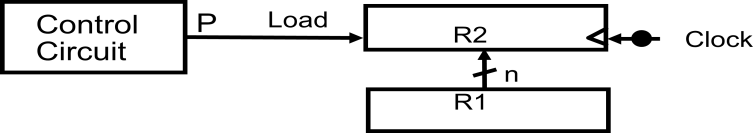 Control
Circuit
P
Load
R2
Clock
n
R1